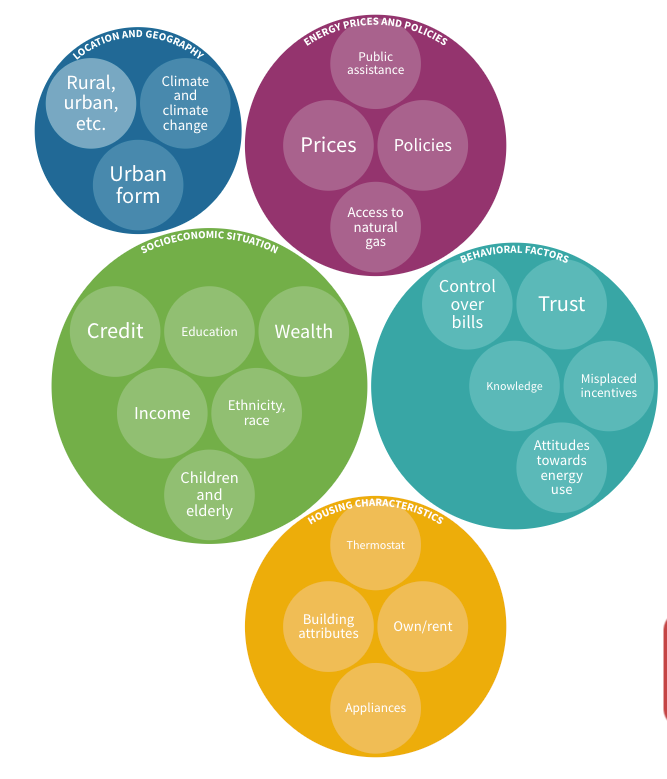 LOCATION AND GEOGRAPHY
Rural,
urban,
etc.
Climate
and
climate
change
Urban
form
ENERGY PRICES AND POLICIES
Public
assistance
Prices
Policies
Access to
natural
gas
SOCIOECONOMIC SITUATION
Credit
Education
Wealth
Income
Ethnicity,
race
Children
and
elderly
BEHAVIORAL FACTORS
Control
over
bills
Trust
Knowledge
Misplaced
incentives
Attitudes
towards
energy
use
HOUSING CHARACTERISTICS
Thermostat
Building
attributes
Own/rent
Appliances